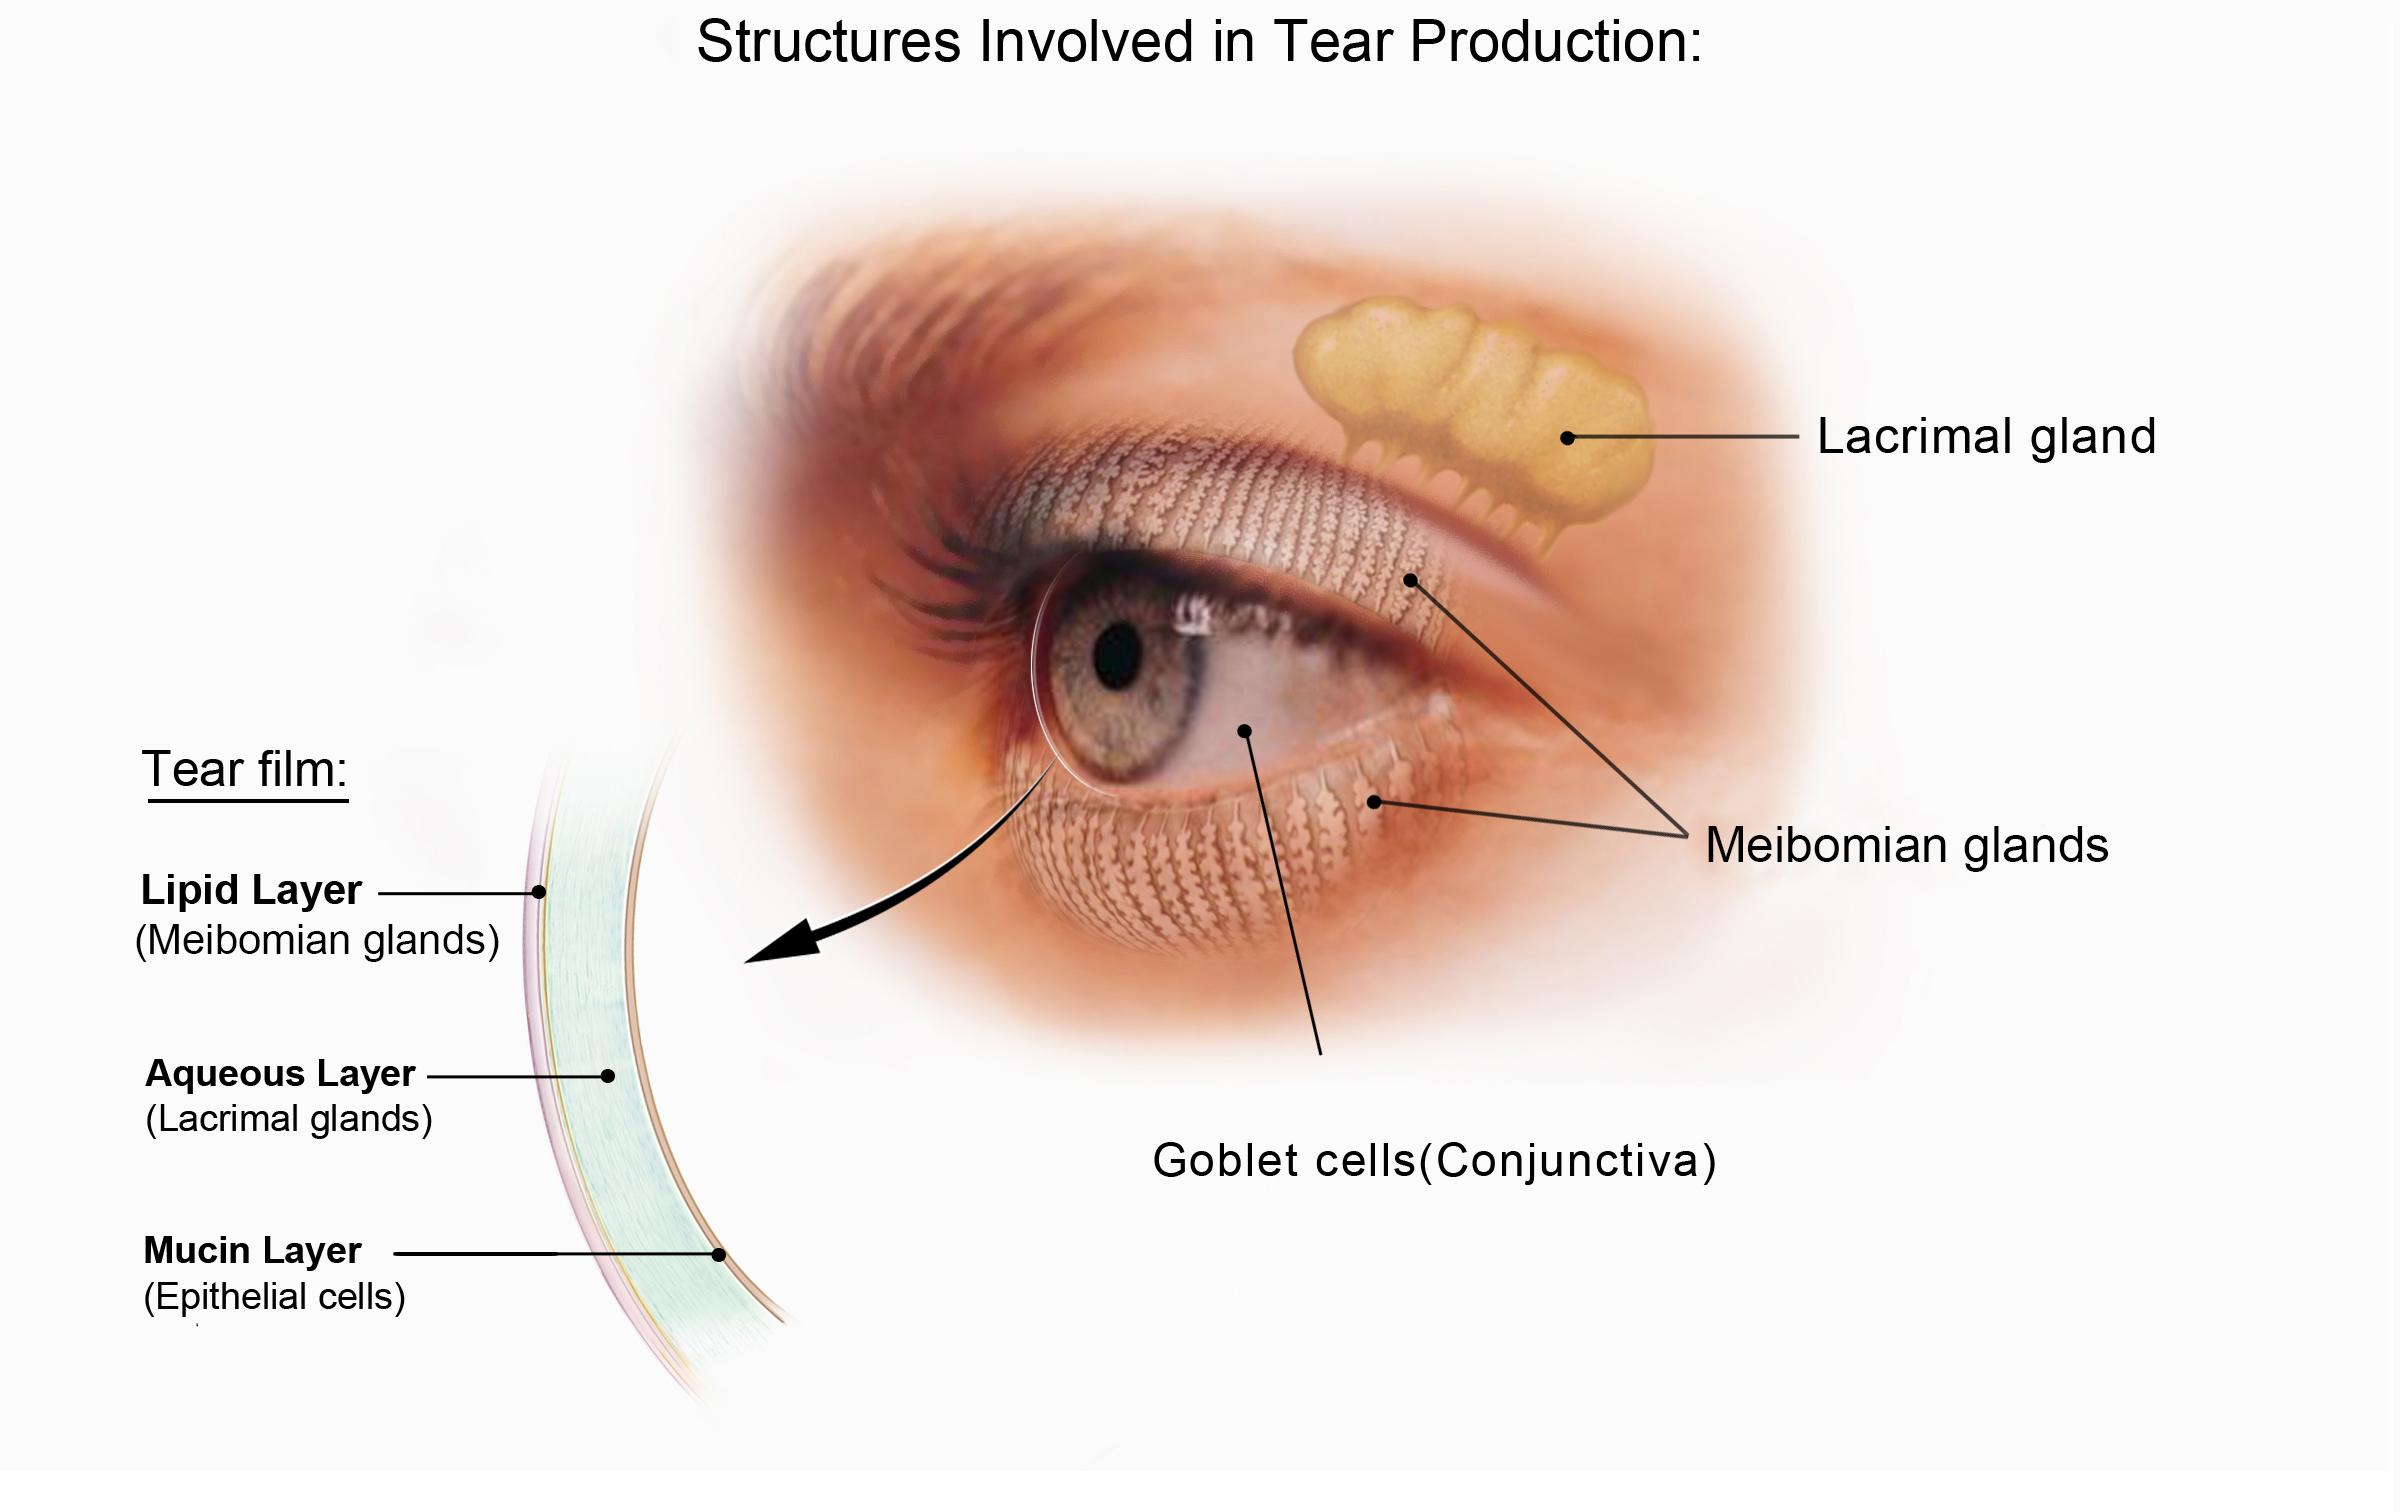 Structures Involved in Tear Production:
Lacrimal gland
Tear film:
Meibomian glands
Lipid Layer
(Meibomian glands)
Aqueous Layer
(Lacrimal glands)
Goblet cells(Conjunctiva)
Mucin Layer
(Epithelial cells)